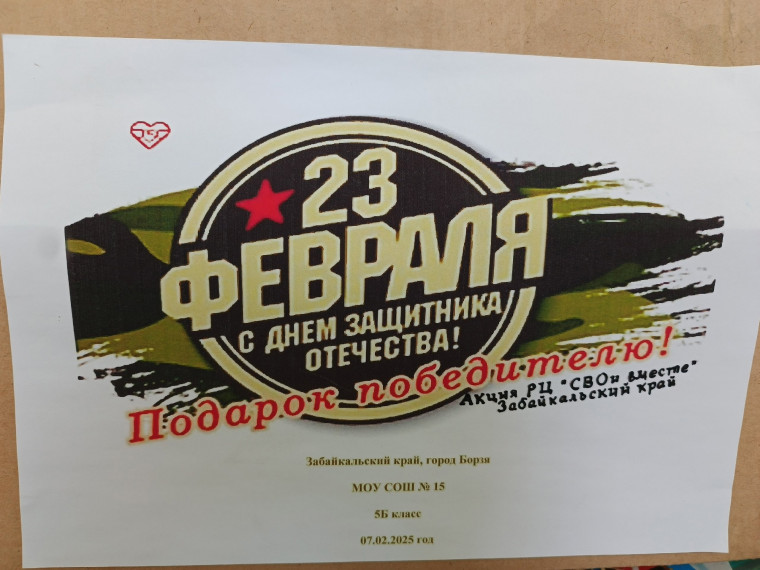 23
ФЕВРАЛЯ
С ДНЕМ ЗАЩИТНИКА
ОТЕЧЕСТВА!
Подарок победителю!
Акция РЦ "СВОи вместе"
Забайкальский край
Забайкальский край, город Борзя
МОУ СОШ № 15
5Б класс
07.02.2025 год